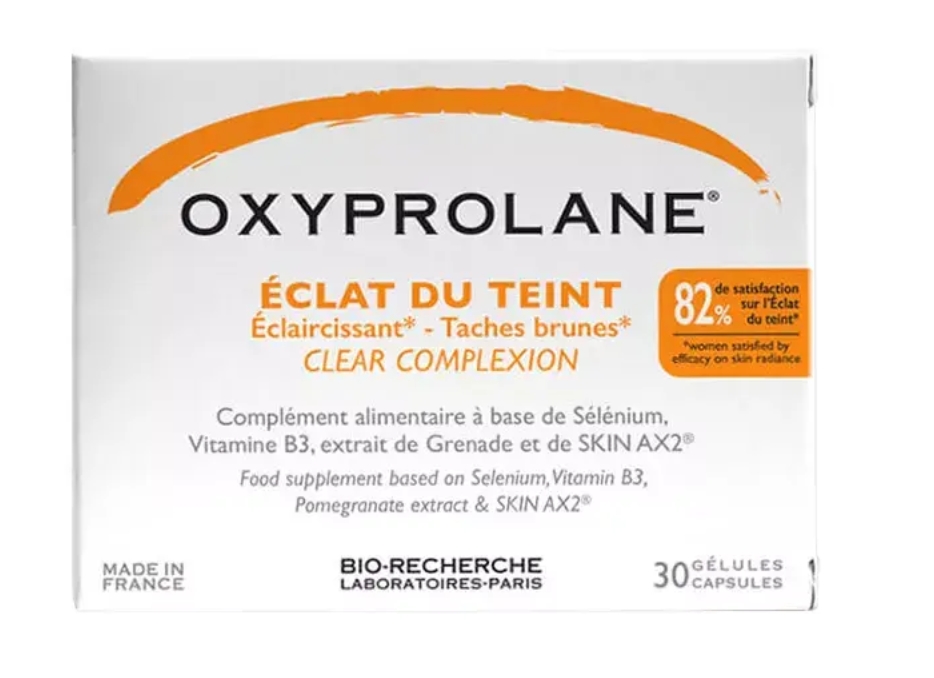 OXYPROLANE®
ÉCLAT DU TEINT
Éclaircissant* - Taches brunes*
CLEAR COMPLEXION
82% de satisfaction
sur l'Éclat
du teint*
*women satisfied by
efficacy on skin radiance
Complément alimentaire à base de Sélénium,
Vitamine B3, extrait de Grenade et de SKIN AX2®
Food supplement based on Selenium, Vitamin B3,
Pomegranate extract & SKIN AX2®
MADE IN
FRANCE
BIO-RECHERCHE
LABORATOIRES-PARIS
30 GÉLULES
CAPSULES